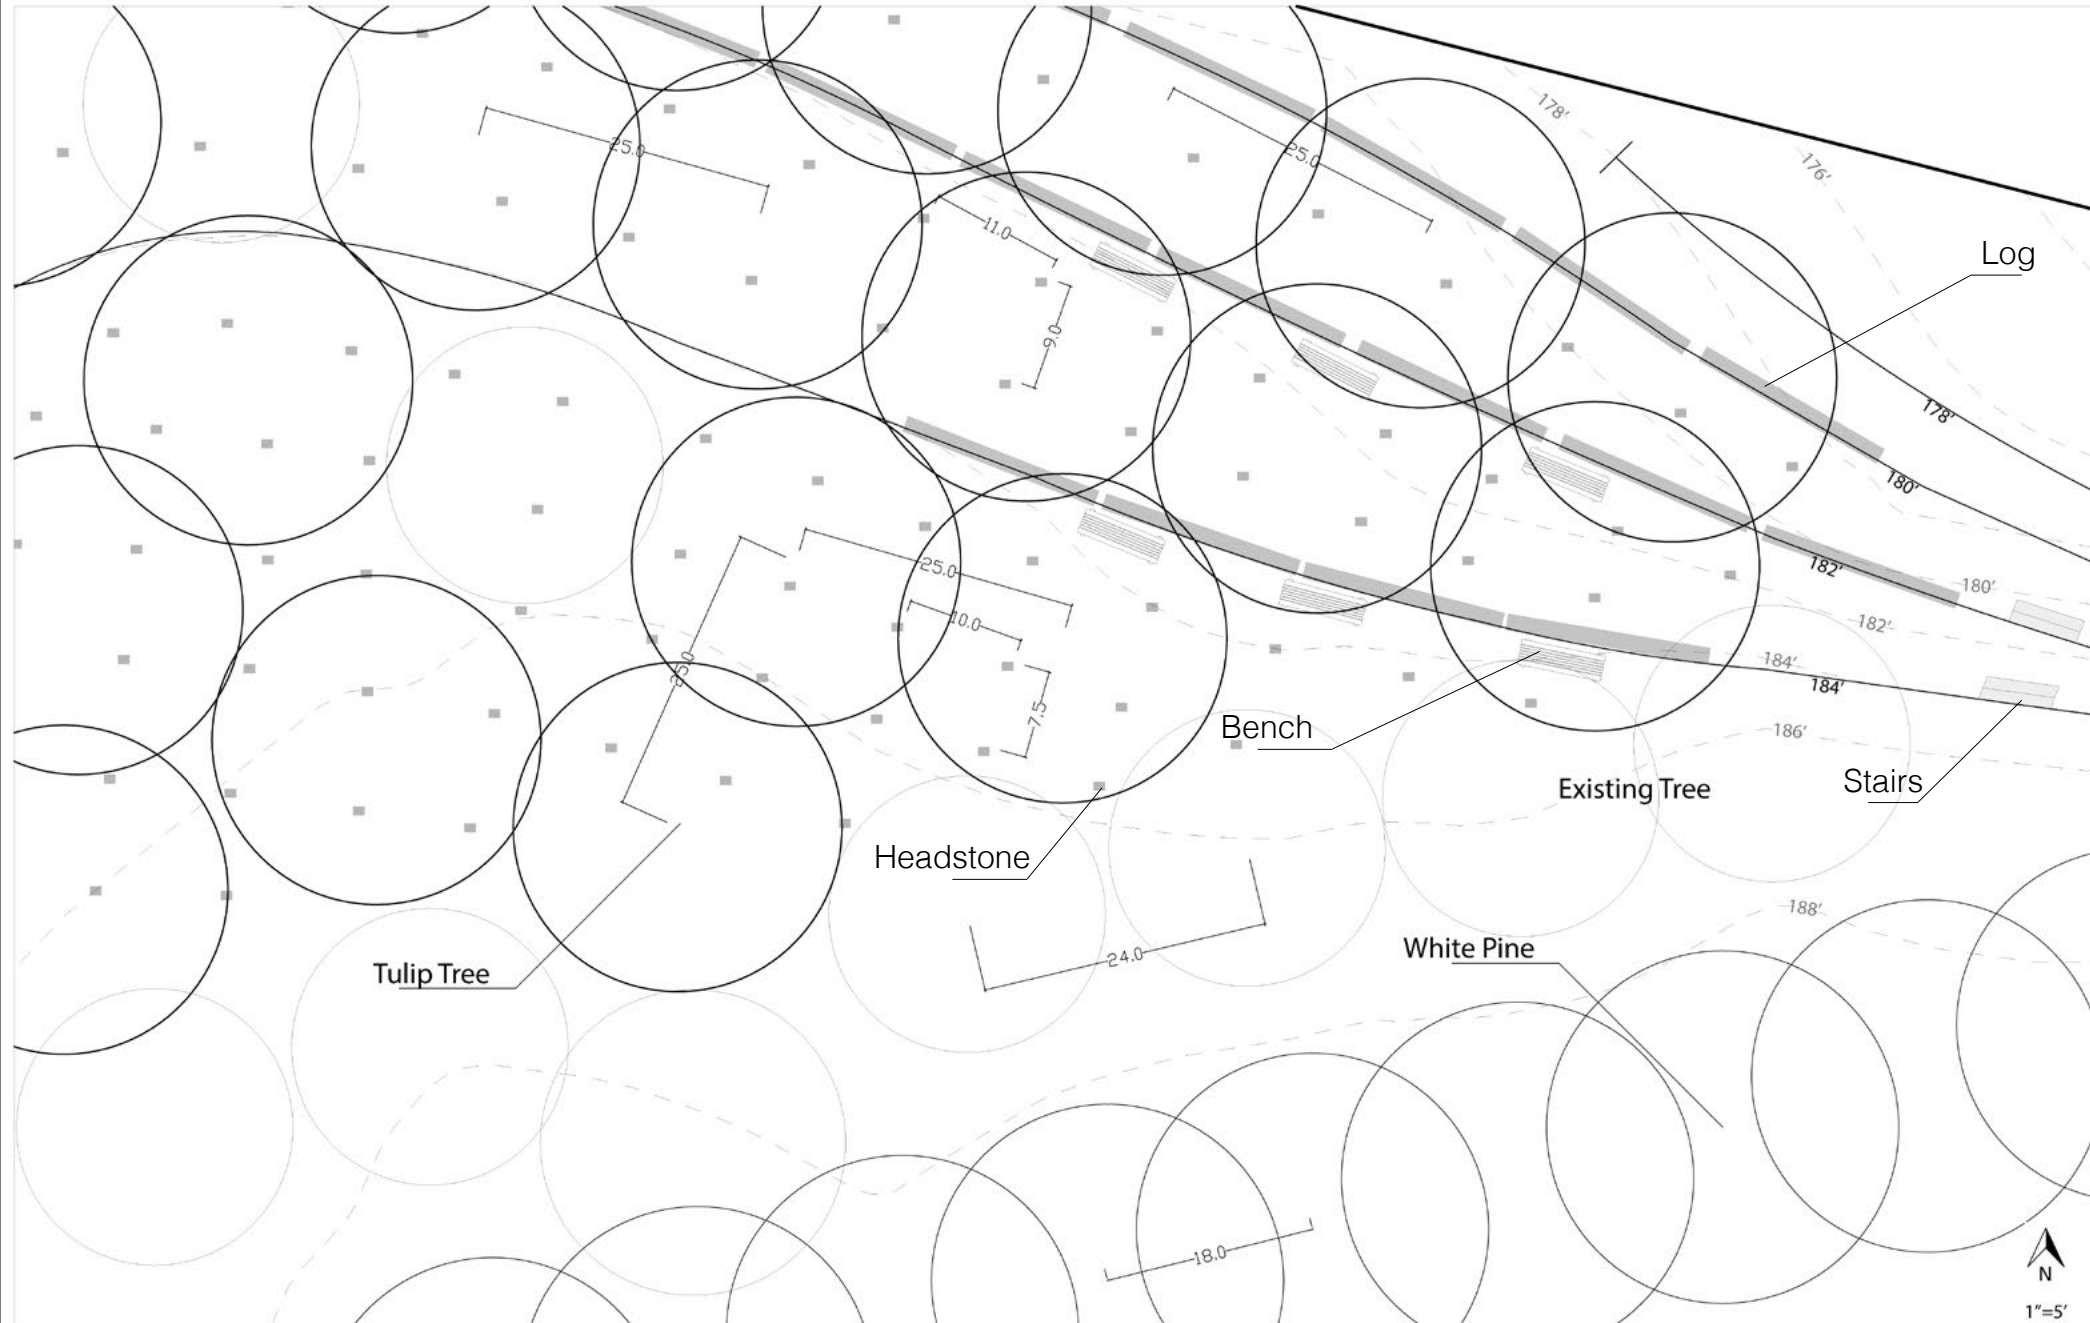 178'
25.0
25.0
176'
11.0
Log
9.0
178'
180'
25.0
182'
180'
10.0
182'
184'
184'
25.0
7.5
Bench
186'
Stairs
Existing Tree
Headstone
188'
White Pine
24.0
Tulip Tree
18.0
N
1"=5'